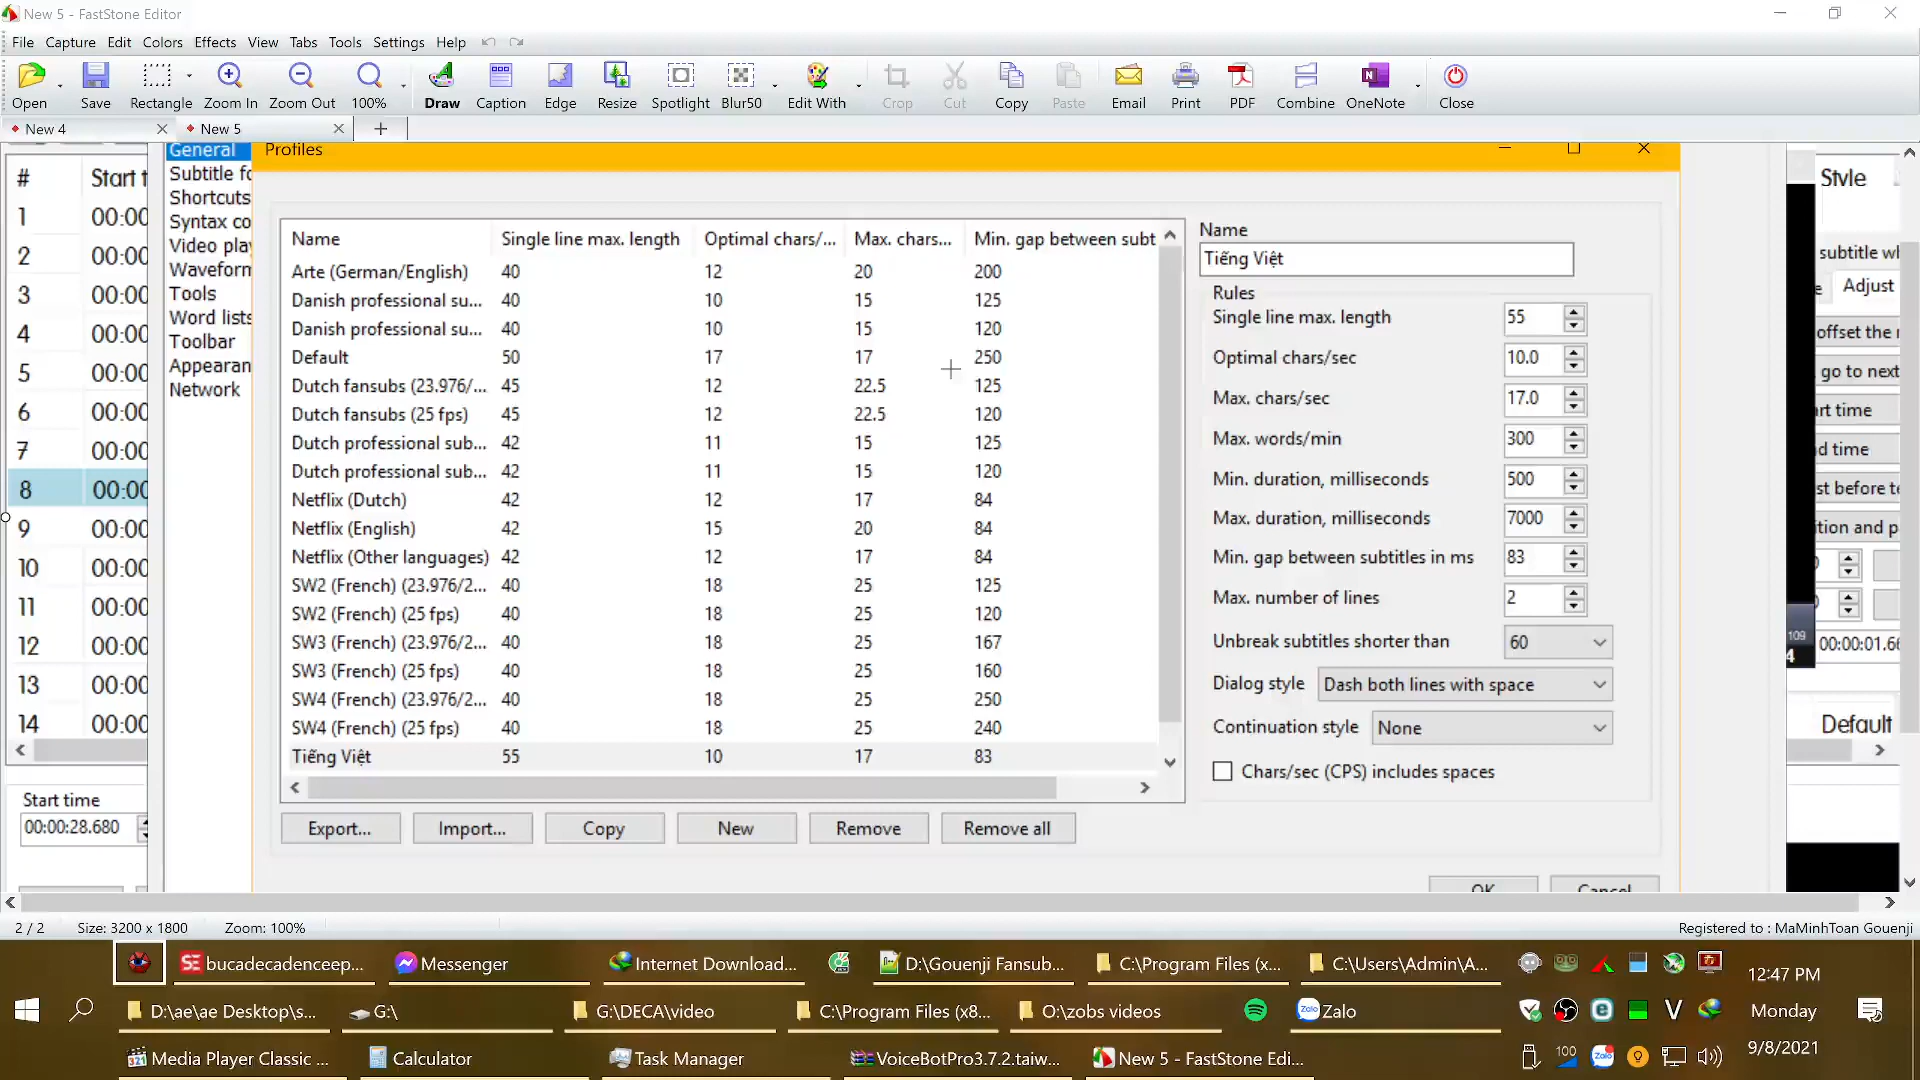 New 5 - FastStone Editor
File Capture Edit Colors Effects View Tabs Tools Settings Help
Open Save Rectangle Zoom In Zoom Out 100% Draw Caption Edge Resize Spotlight Blur50 Edit With Crop Cut Copy Paste Email Print PDF Combine OneNote Close
New 4 New 5
General
Profiles
# Start t
Subtitle fo
Shortcuts
Syntax co
Video play
Waveform
Tools
Word lists
Toolbar
Appearan
Network
1 00:00
2 00:00
3 00:00
4 00:00
5 00:00
6 00:00
7 00:00
8 00:00
9 00:00
10 00:00
11 00:00
12 00:00
13 00:00
14 00:00
Start time
00:00:28.680
Name Single line max. length Optimal chars/... Max. chars... Min. gap between subt
Arte (German/English) 40 12 20 200
Danish professional su... 40 10 15 125
Danish professional su... 40 10 15 120
Default 50 17 17 250
Dutch fansubs (23.976/... 45 12 22.5 125
Dutch fansubs (25 fps) 45 12 22.5 120
Dutch professional sub... 42 11 15 125
Dutch professional sub... 42 11 15 120
Netflix (Dutch) 42 12 17 84
Netflix (English) 42 15 20 84
Netflix (Other languages) 42 12 17 84
SW2 (French) (23.976/2... 40 18 25 125
SW2 (French) (25 fps) 40 18 25 120
SW3 (French) (23.976/2... 40 18 25 167
SW3 (French) (25 fps) 40 18 25 160
SW4 (French) (23.976/2... 40 18 25 250
SW4 (French) (25 fps) 40 18 25 240
Tiếng Việt 55 10 17 83
Export... Import... Copy New Remove Remove all
Name
Tiếng Việt
Rules
Single line max. length 55
Optimal chars/sec 10.0
Max. chars/sec 17.0
Max. words/min 300
Min. duration, milliseconds 500
Max. duration, milliseconds 7000
Min. gap between subtitles in ms 83
Max. number of lines 2
Unbreak subtitles shorter than 60
Dialog style Dash both lines with space
Continuation style None
Chars/sec (CPS) includes spaces
OK Cancel
Style
subtitle wh
Adjust
offset the r
go to next
rt time
d time
st before te
ition and p
109
4
00:00:01.66
Default
2 / 2 Size: 3200 x 1800 Zoom: 100% Registered to : MaMinhToan Gouenji
bucadecadenceep... Messenger Internet Download... D:\Gouenji Fansub... C:\Program Files (x... C:\Users\Admin\A...
D:\ae\ae Desktop\s... G:\ G:\DECA\video C:\Program Files (x8... O:\zobs videos Zalo
Media Player Classic ... Calculator Task Manager VoiceBotPro3.7.2.taiw... New 5 - FastStone Edi...
100
12:47 PM
Monday
9/8/2021